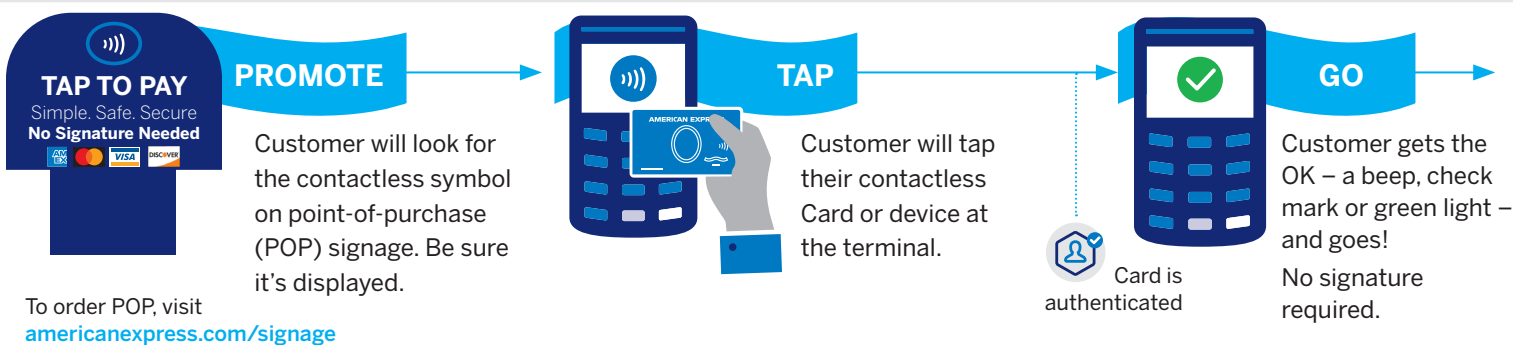 TAP TO PAY
Simple. Safe. Secure
No Signature Needed
AM
EX
VISA
DISCOVER
To order POP, visit
americanexpress.com/signage
PROMOTE
Customer will look for
the contactless symbol
on point-of-purchase
(POP) signage. Be sure
it’s displayed.
AMERICAN EXPRESS
TAP
Customer will tap
their contactless
Card or device at
the terminal.
Card is
authenticated
GO
Customer gets the
OK – a beep, check
mark or green light –
and goes!
No signature
required.